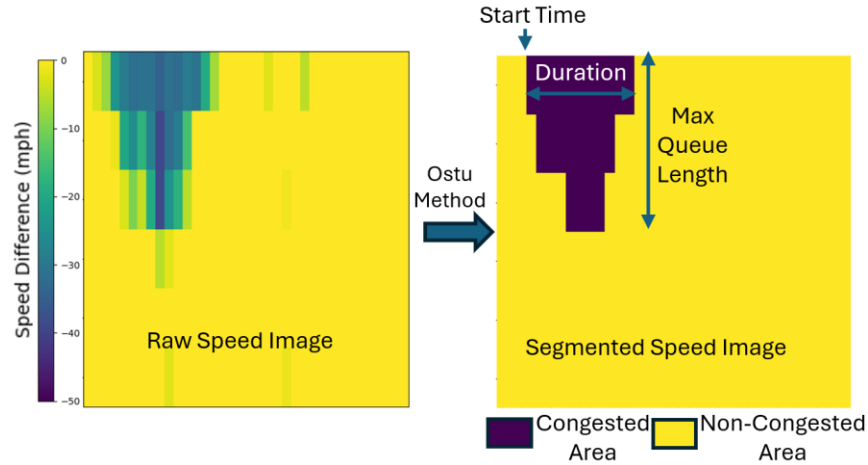 Start Time
0
−10
−20
−30
−40
−50
Speed Difference (mph)
Raw Speed Image
Ostu
Method
Duration
Max
Queue
Length
Segmented Speed Image
Congested
Area
Non-Congested
Area